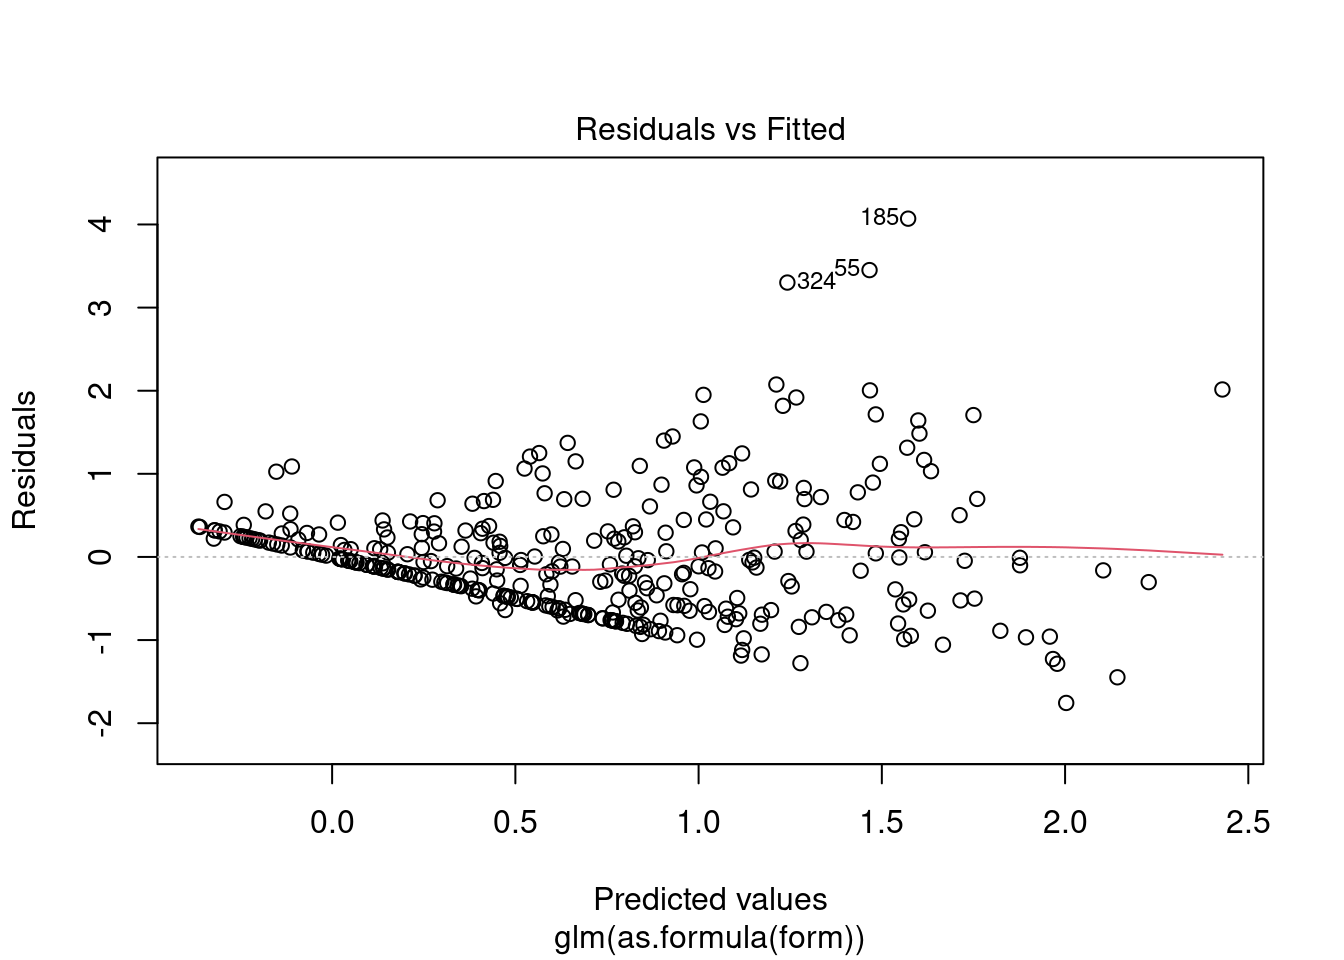 Residuals vs Fitted
Residuals
4
3
2
1
0
-1
-2
185
55
324
0.0 0.5 1.0 1.5 2.0 2.5
Predicted values
glm(as.formula(form))